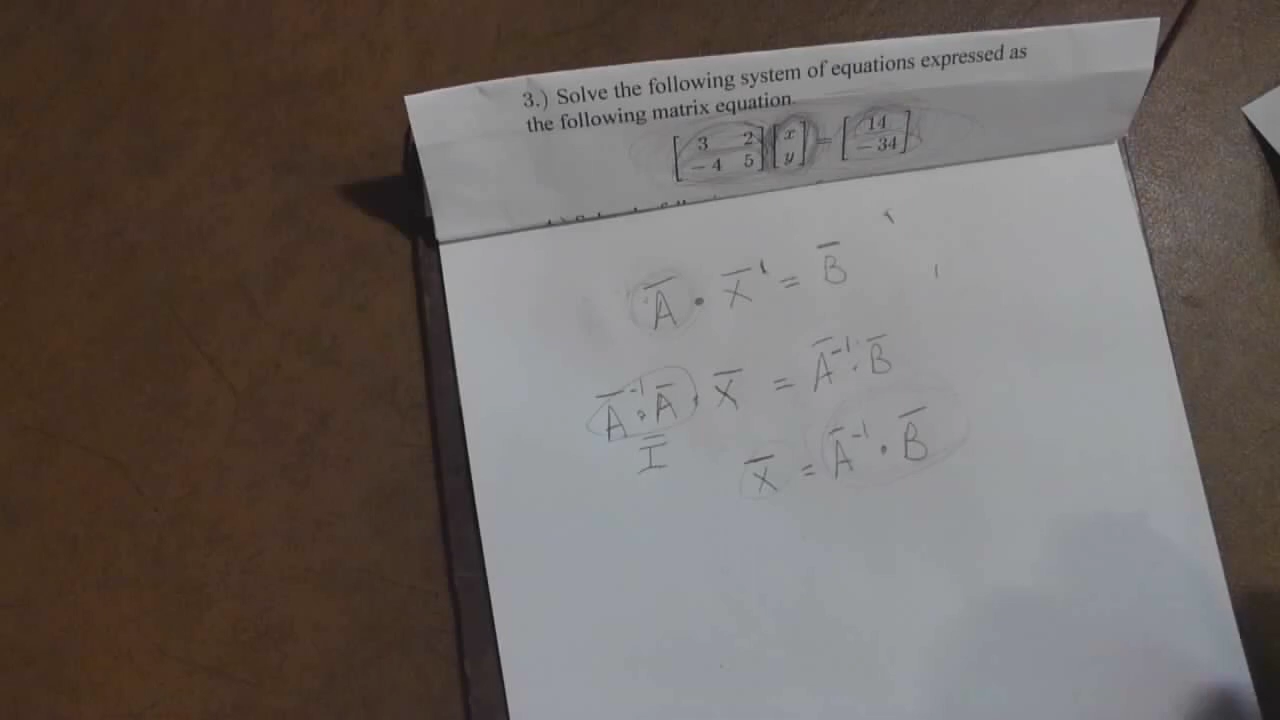 3.) Solve the following system of equations expressed as
the following matrix equation.
[3 2; -4 5] [x; y] = [14; -34]
A̅ · X̅ ' = B̅
A̅⁻¹ · A̅ · X̅ = A̅⁻¹ · B̅
I̅
X̅ = A̅⁻¹ · B̅